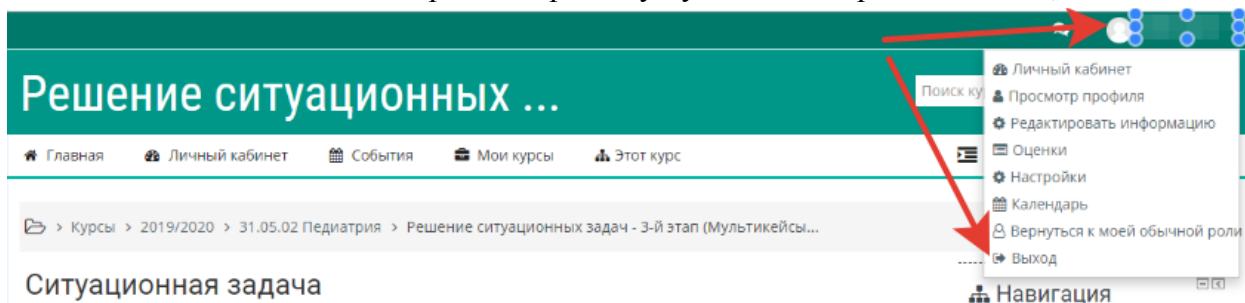 Решение ситуационных ...
Поиск ку
Личный кабинет
Просмотр профиля
Редактировать информацию
Оценки
Настройки
Календарь
Вернуться к моей обычной роли
Выход
Главная Личный кабинет События Мои курсы Этот курс
> Курсы > 2019/2020 > 31.05.02 Педиатрия > Решение ситуационных задач - 3-й этап (Мультикейсы...
Ситуационная задача
Навигация